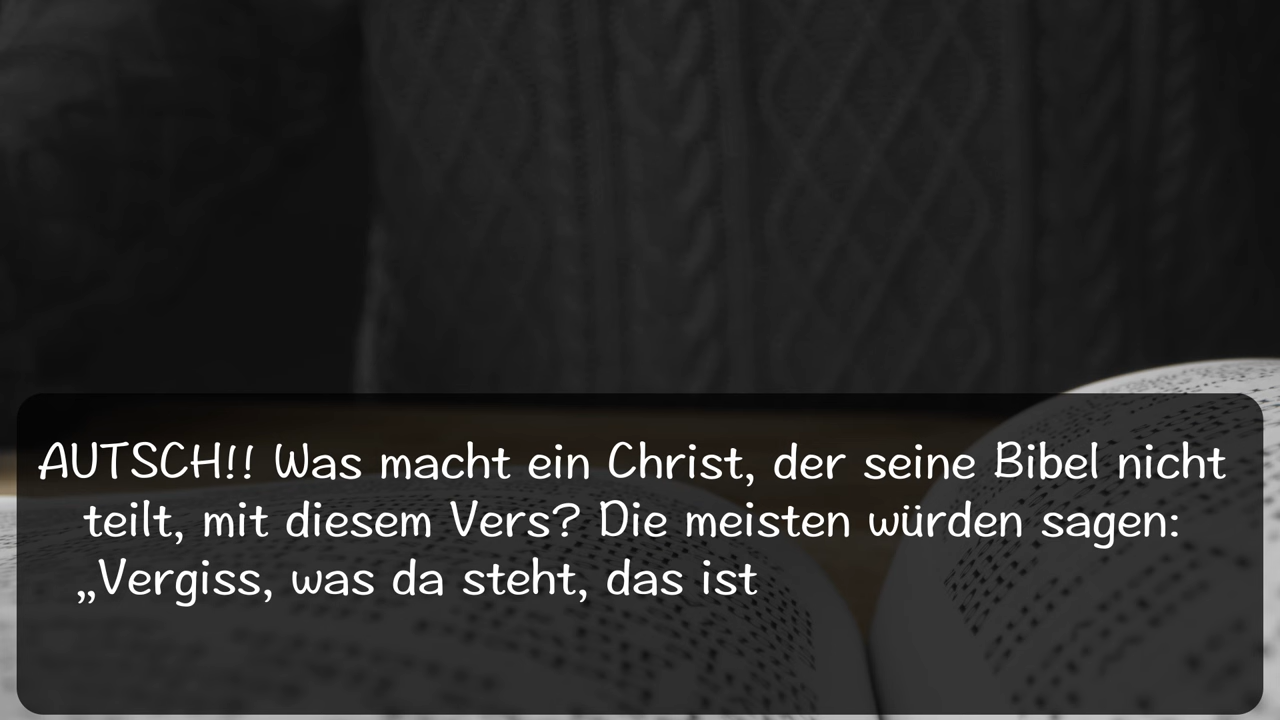 AUTSCH!! Was macht ein Christ, der seine Bibel nicht
teilt, mit diesem Vers? Die meisten würden sagen:
„Vergiss, was da steht, das ist